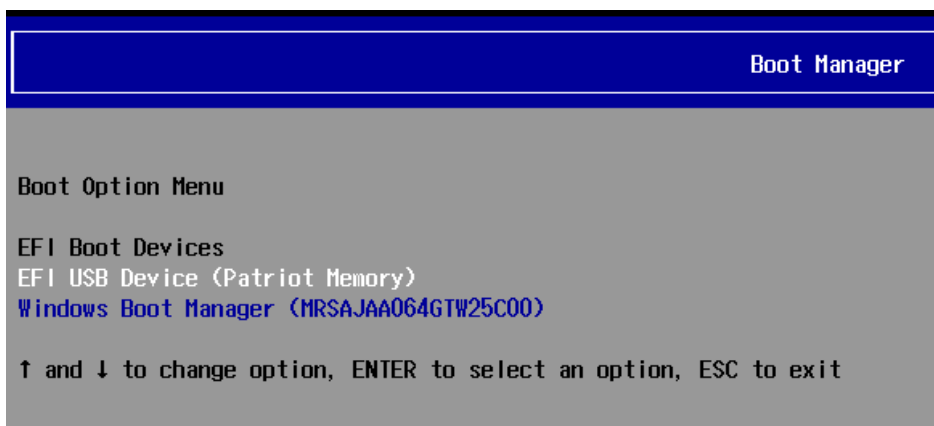 Boot Manager
Boot Option Menu
EFI Boot Devices
EFI USB Device (Patriot Memory)
Windows Boot Manager (MRSAJAA064GTW25C00)
↑ and ↓ to change option, ENTER to select an option, ESC to exit